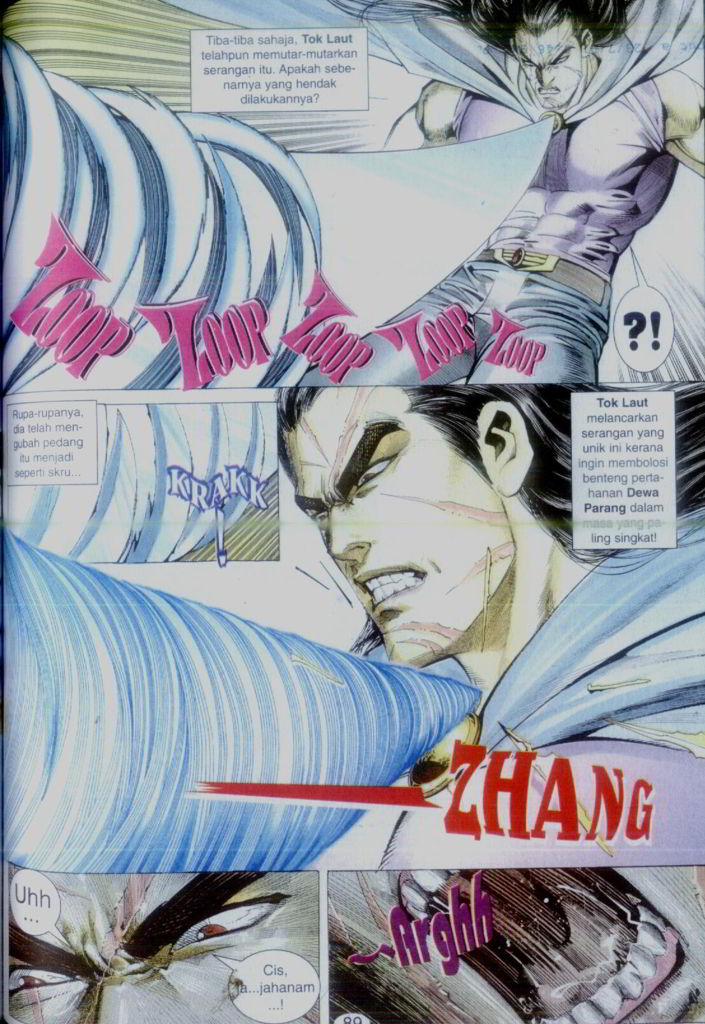 Tiba-tiba sahaja, Tok Laut
telahpun memutar-mutarkan
serangan itu. Apakah sebe-
narnya yang hendak
dilakukannya?
?!
ZOOP ZOOP ZOOP ZOOP ZOOP
Rupa-rupanya,
dia telah men-
gubah pedang
itu menjadi
seperti skru...
KRAKK
Tok Laut
melancarkan
serangan yang
unik ini kerana
ingin membolosi
benteng perta-
hanan Dewa
Parang dalam
masa yang pa-
ling singkat!
ZHANG
Uhh
...
Cis,
ja...jahanam
...!
Arghh
89